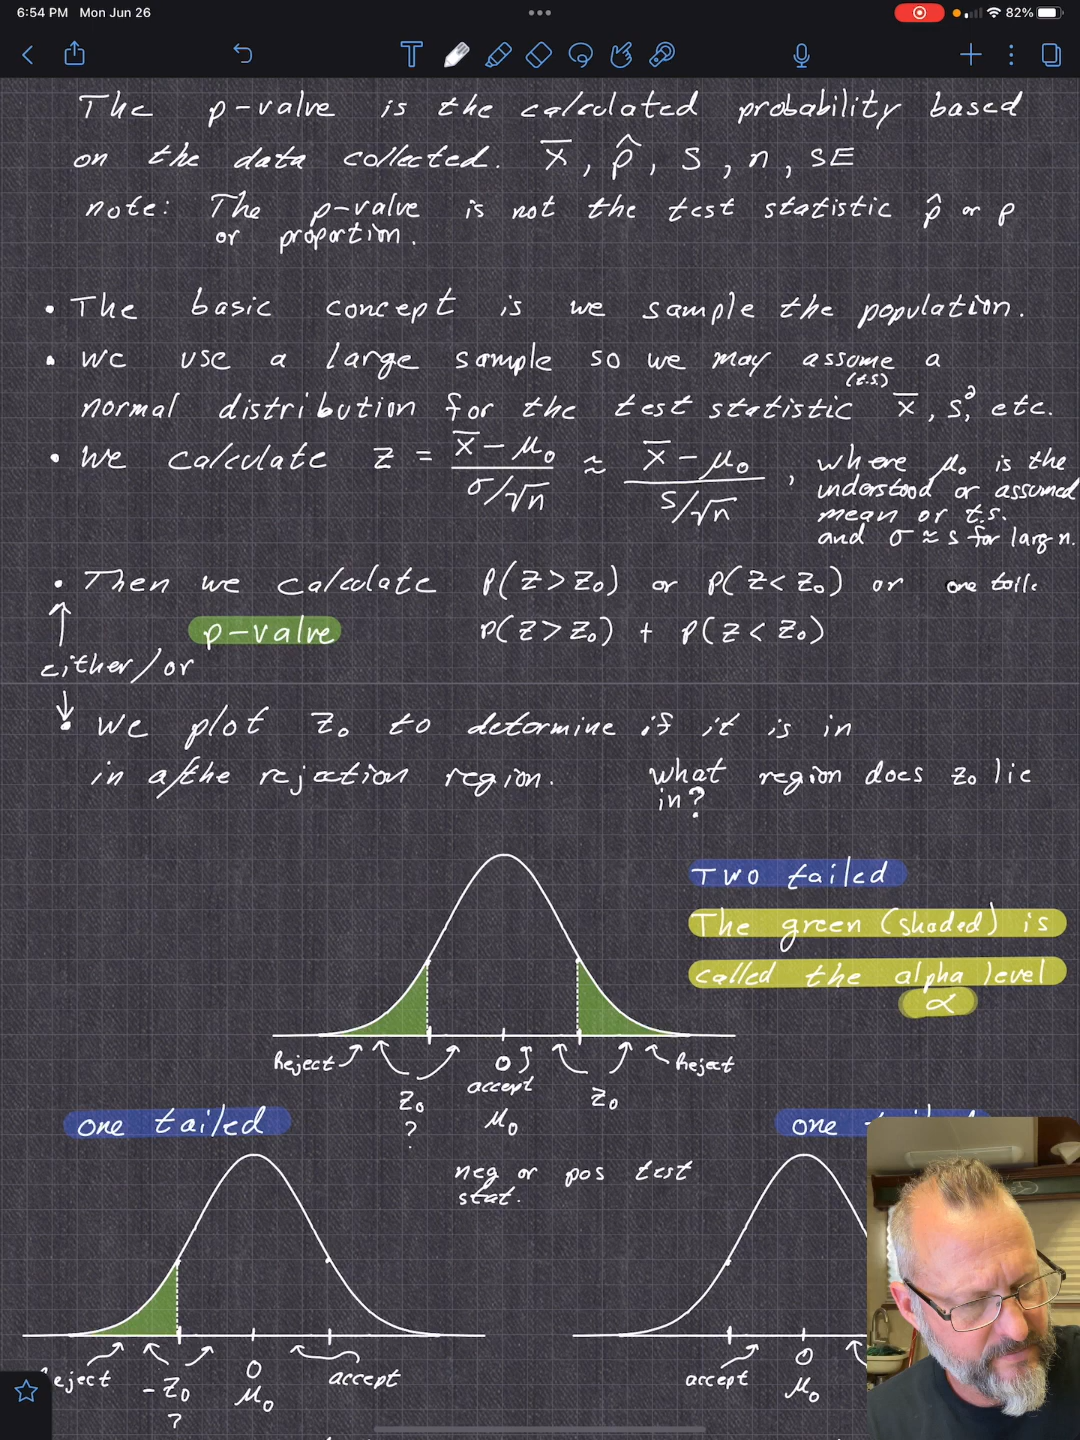 6:54 PM Mon Jun 26
82%
The p-value is the calculated probability based
on the data collected. x̄, p̂, s, n, SE
note: The p-value is not the test statistic p̂ or p
or proportion.
• The basic concept is we sample the population.
• We use a large sample so we may assume a
normal distribution for the test statistic (t.s.) x̄, s², etc.
• We calculate z = (x̄ - μ₀)/(σ/√n) ≈ (x̄ - μ₀)/(s/√n), where μ₀ is the
understood or assumed
mean or t.s.
and σ ≈ s for large n.
• Then we calculate P(Z > Z₀) or P(Z < Z₀) or one taile
p-value P(Z > Z₀) + P(Z < Z₀)
either/or
• We plot Z₀ to determine if it is in
in a/the rejection region. What region does Z₀ lie
in?
Two tailed
The green (shaded) is
called the alpha level
α
Reject Z₀ ? 0 accept μ₀ Z₀ Reject
one tailed
one
neg or pos test
stat.
eject -Z₀ ? 0 μ₀ accept
accept 0 μ₀